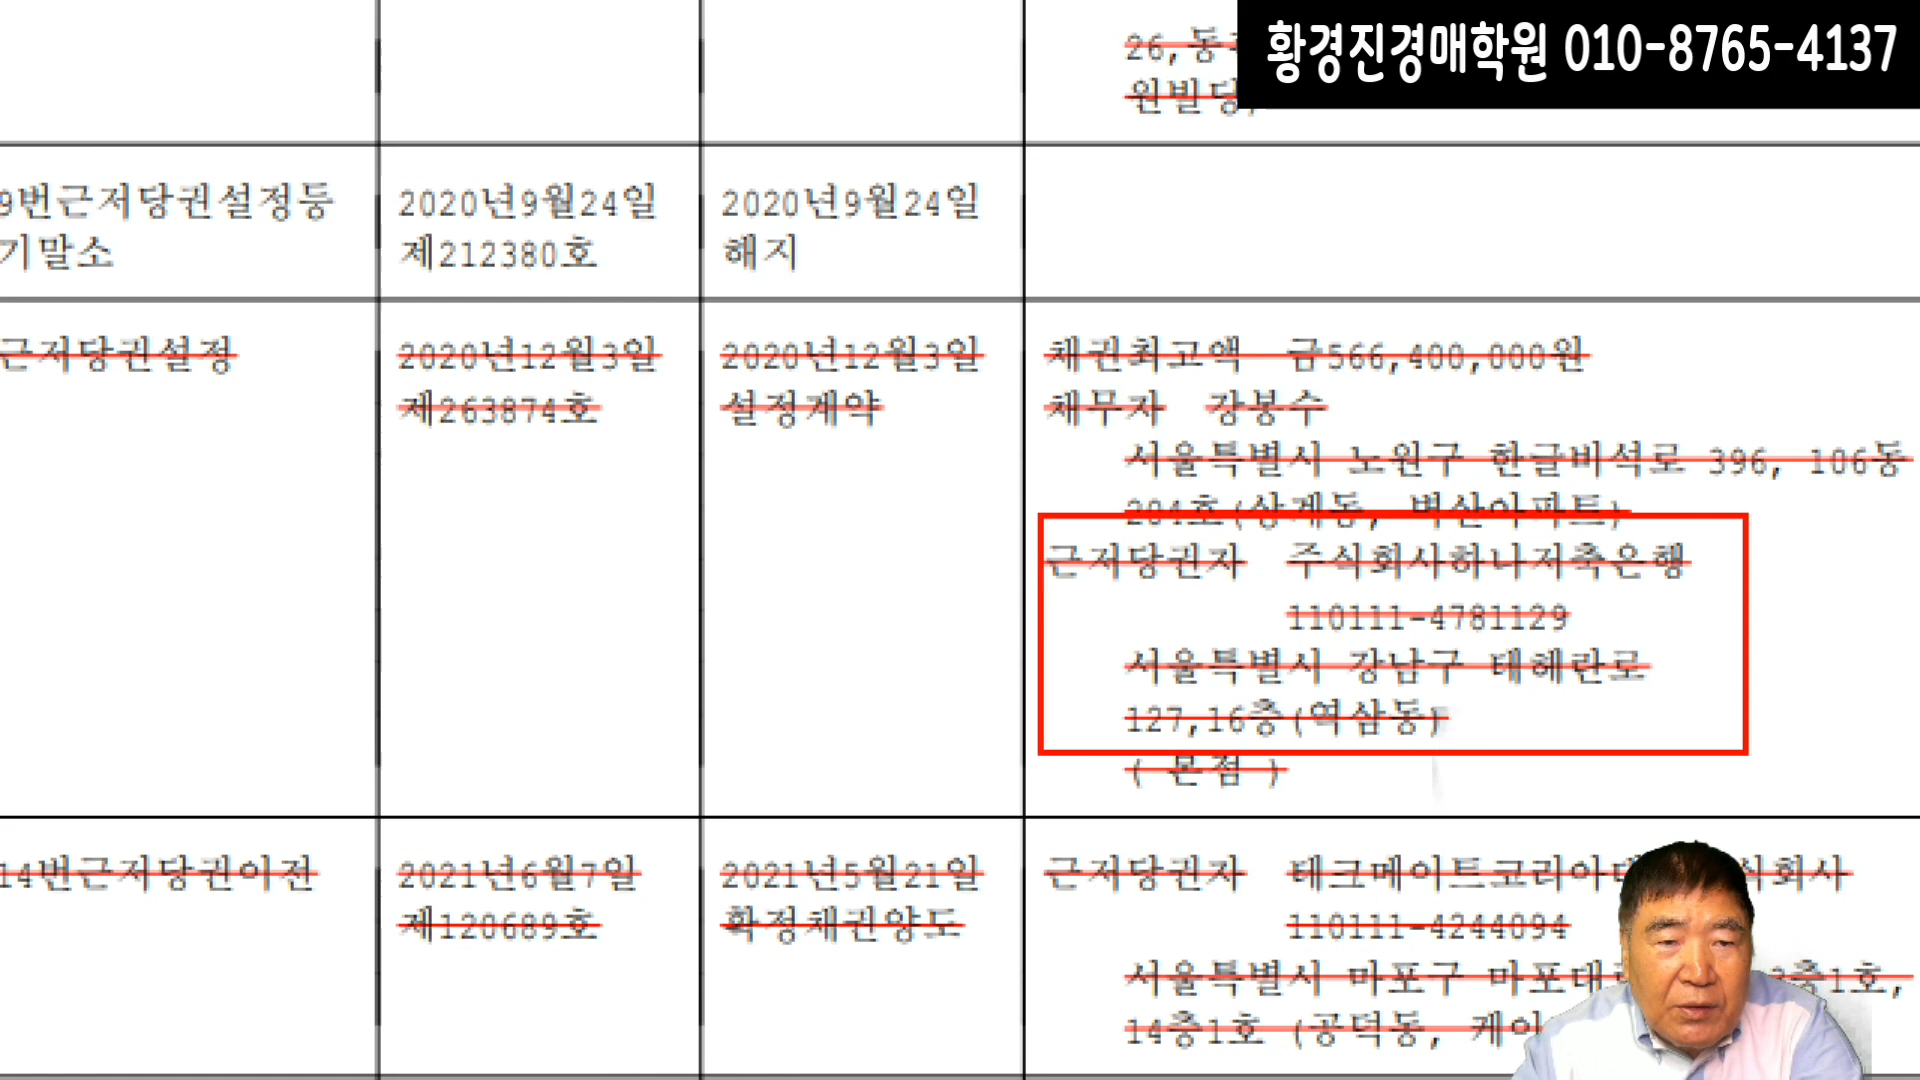 황경진경매학원 010-8765-4137
26,동
원빌딩,
9번근저당권설정등
기말소
2020년9월24일
제212380호
2020년9월24일
해지
근저당권설정
2020년12월3일
제263874호
2020년12월3일
설정계약
채권최고액 금566,400,000원
채무자 강봉수
서울특별시 노원구 한글비석로 396, 106동
204호(상계동, 벽산아파트)
근저당권자 주식회사하나저축은행
110111-4781129
서울특별시 강남구 테헤란로
127,16층(역삼동)
( 본점 )
14번근저당권이전
2021년6월7일
제120689호
2021년5월21일
확정채권양도
근저당권자 테크메이트코리아대 식회사
110111-4244094
서울특별시 마포구 마포대 3층1호,
14층1호 (공덕동, 케이